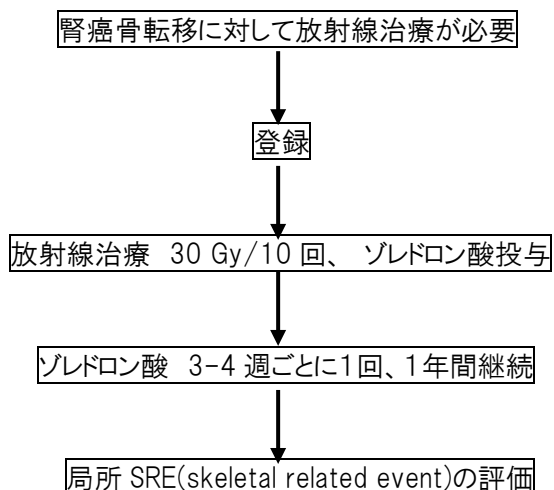 腎癌骨転移に対して放射線治療が必要
登録
放射線治療 30 Gy/10 回、 ゾレドロン酸投与
ゾレドロン酸 3-4 週ごとに1回、1年間継続
局所 SRE(skeletal related event)の評価